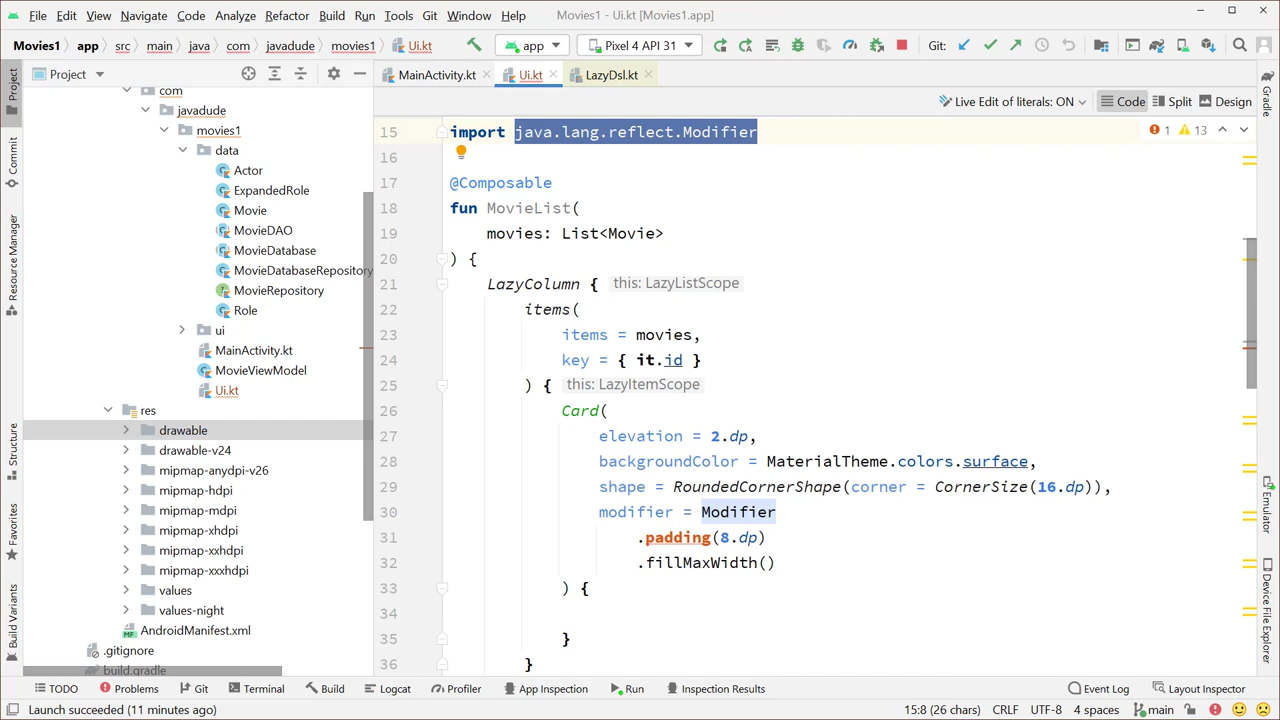 File Edit View Navigate Code Analyze Refactor Build Run Tools Git Window Help Movies1 - Ui.kt [Movies1.app]
Movies1 app src main java com javadude movies1 Ui.kt app Pixel 4 API 31 Git:
Project MainActivity.kt Ui.kt LazyDsl.kt
Live Edit of literals: ON Code Split Design
com
javadude
movies1
data
Actor
ExpandedRole
Movie
MovieDAO
MovieDatabase
MovieDatabaseRepository
MovieRepository
Role
ui
MainActivity.kt
MovieViewModel
Ui.kt
res
drawable
drawable-v24
mipmap-anydpi-v26
mipmap-hdpi
mipmap-mdpi
mipmap-xhdpi
mipmap-xxhdpi
mipmap-xxxhdpi
values
values-night
AndroidManifest.xml
.gitignore
build.gradle
15 import java.lang.reflect.Modifier 1 13
16
17 @Composable
18 fun MovieList(
19 movies: List<Movie>
20 ) {
21 LazyColumn { this: LazyListScope
22 items(
23 items = movies,
24 key = { it.id }
25 ) { this: LazyItemScope
26 Card(
27 elevation = 2.dp,
28 backgroundColor = MaterialTheme.colors.surface,
29 shape = RoundedCornerShape(corner = CornerSize(16.dp)),
30 modifier = Modifier
31 .padding(8.dp)
32 .fillMaxWidth()
33 ) {
34
35 }
36 }
Project
Commit
Resource Manager
Structure
Favorites
Build Variants
Gradle
Emulator
Device File Explorer
TODO Problems Git Terminal Build Logcat Profiler App Inspection Run Inspection Results Event Log Layout Inspector
Launch succeeded (11 minutes ago) 15:8 (26 chars) CRLF UTF-8 4 spaces main